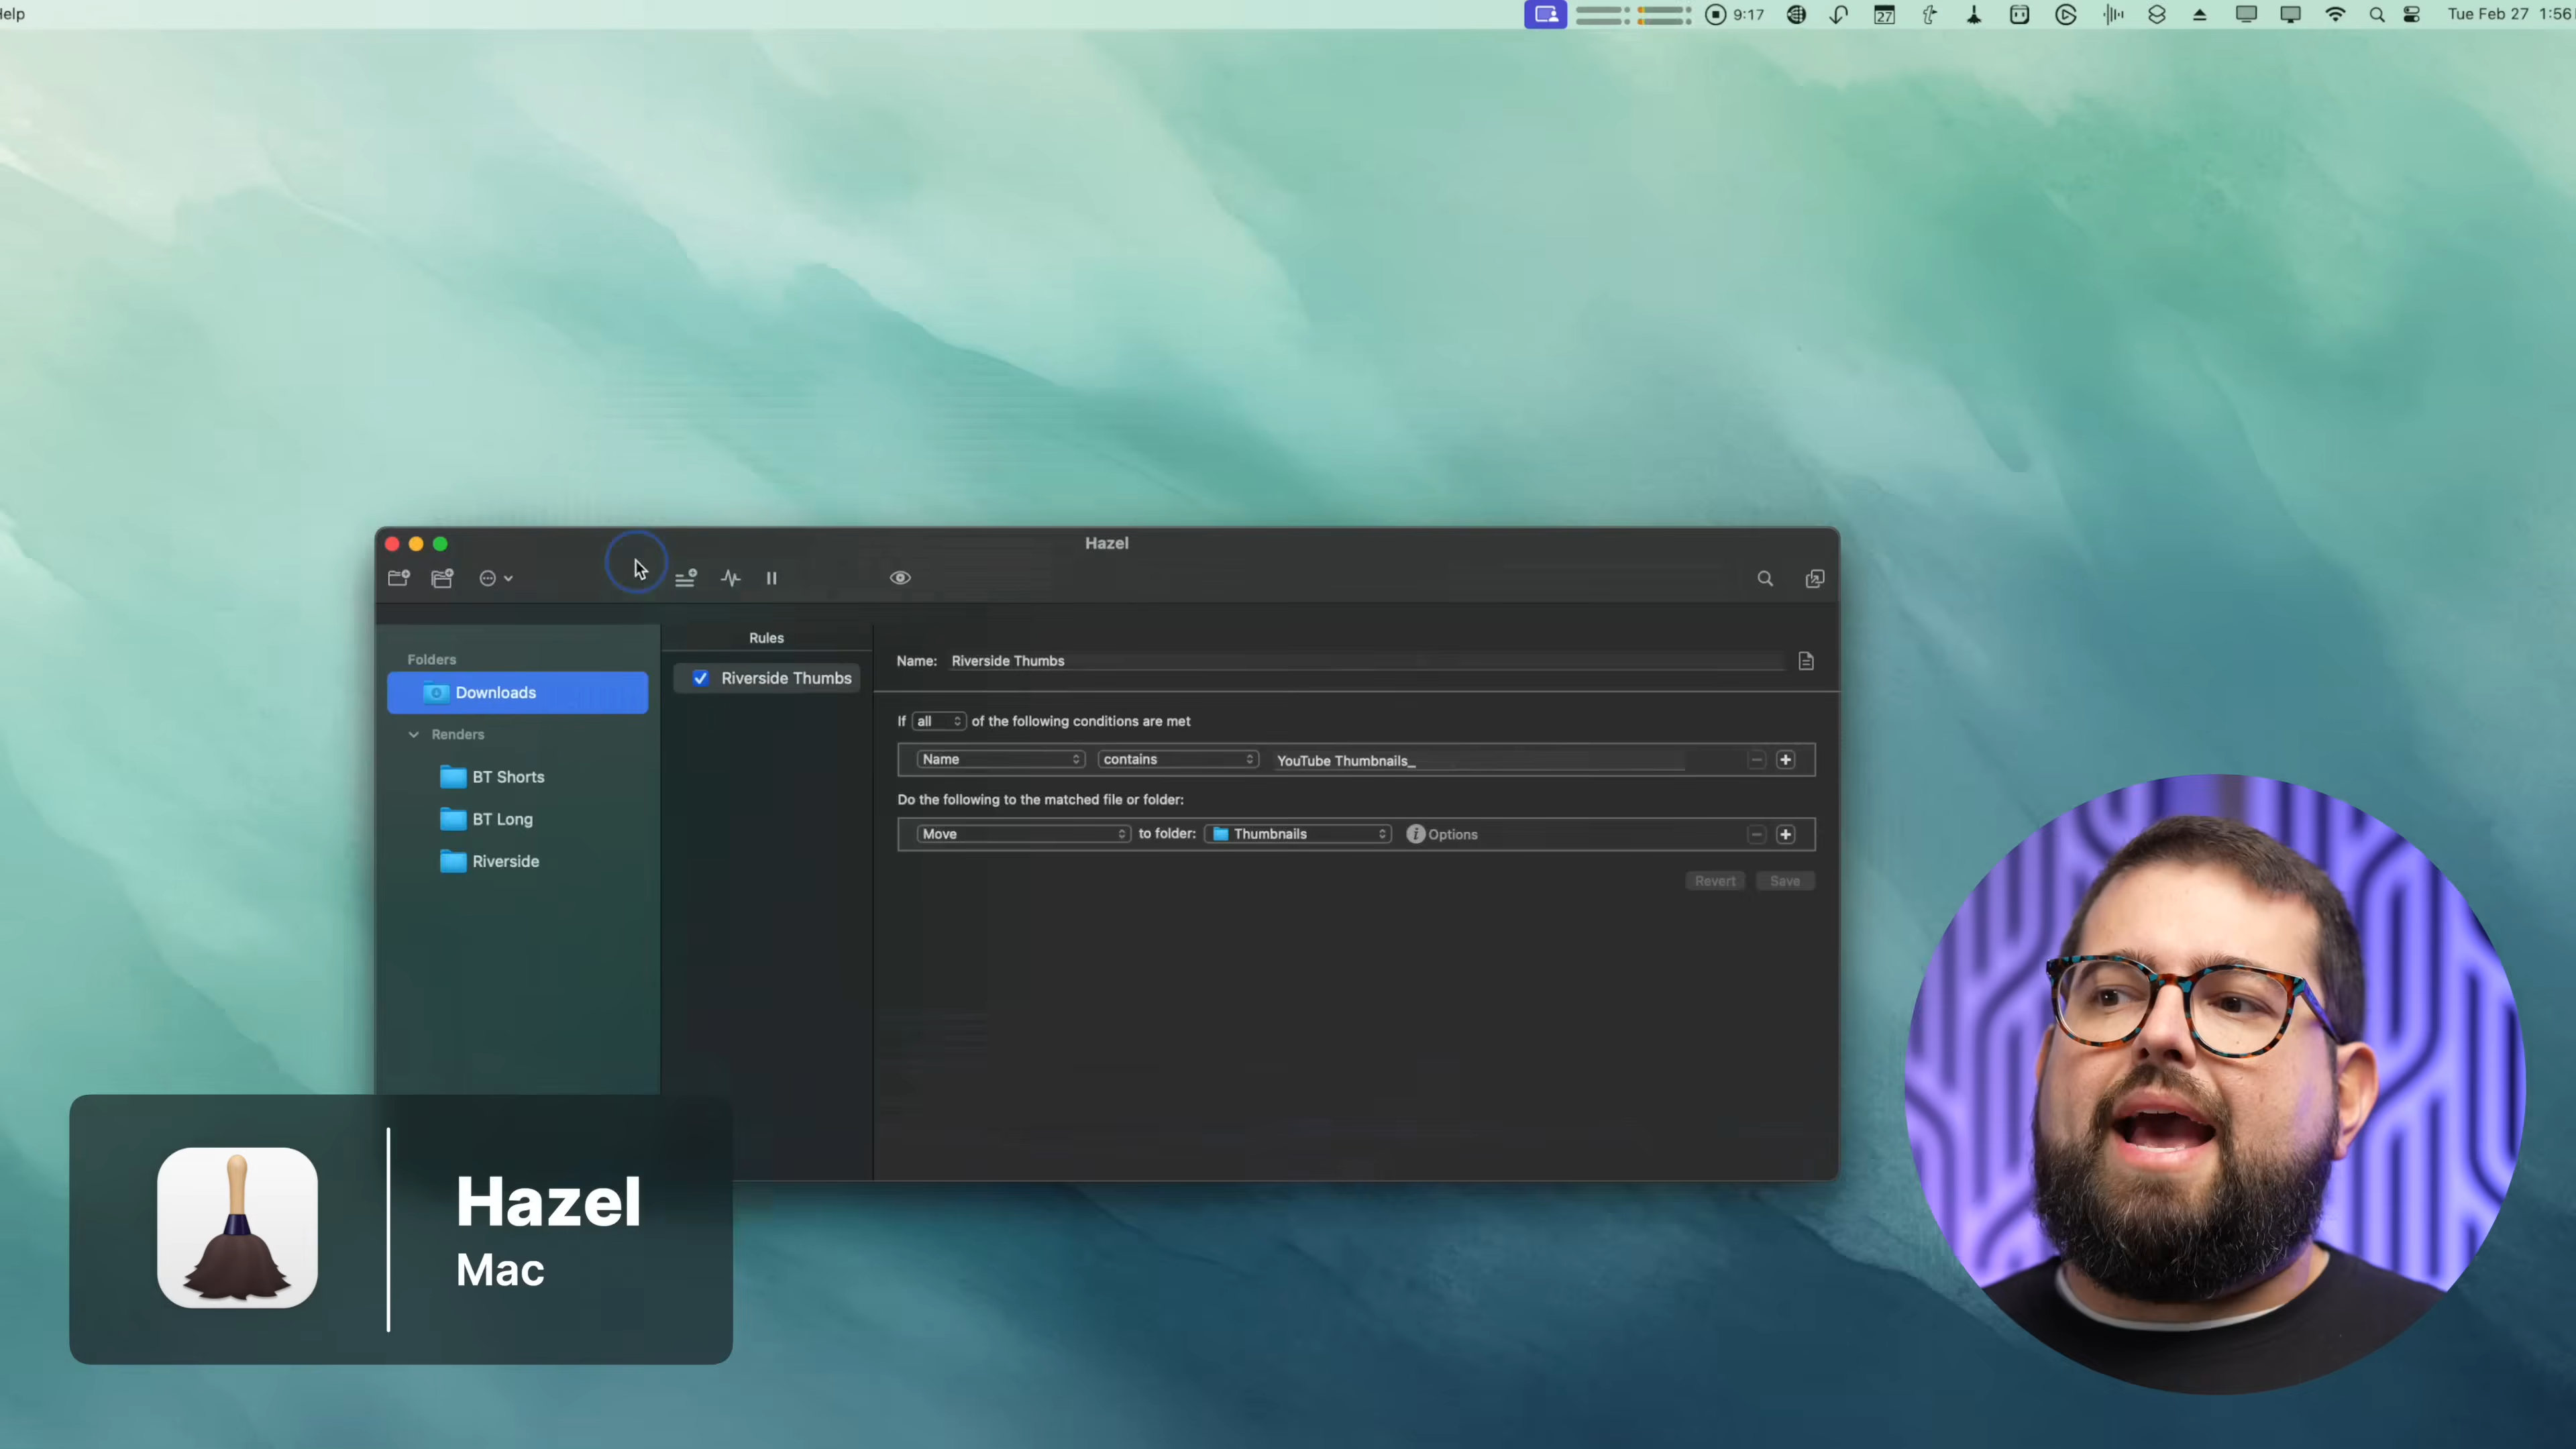 Help
9:17
27
Tue Feb 27 1:56
Hazel
Folders
Downloads
Renders
BT Shorts
BT Long
Riverside
Rules
Riverside Thumbs
Name: Riverside Thumbs
If all of the following conditions are met
Name contains YouTube Thumbnails_
Do the following to the matched file or folder:
Move to folder: Thumbnails Options
Revert Save
Hazel
Mac